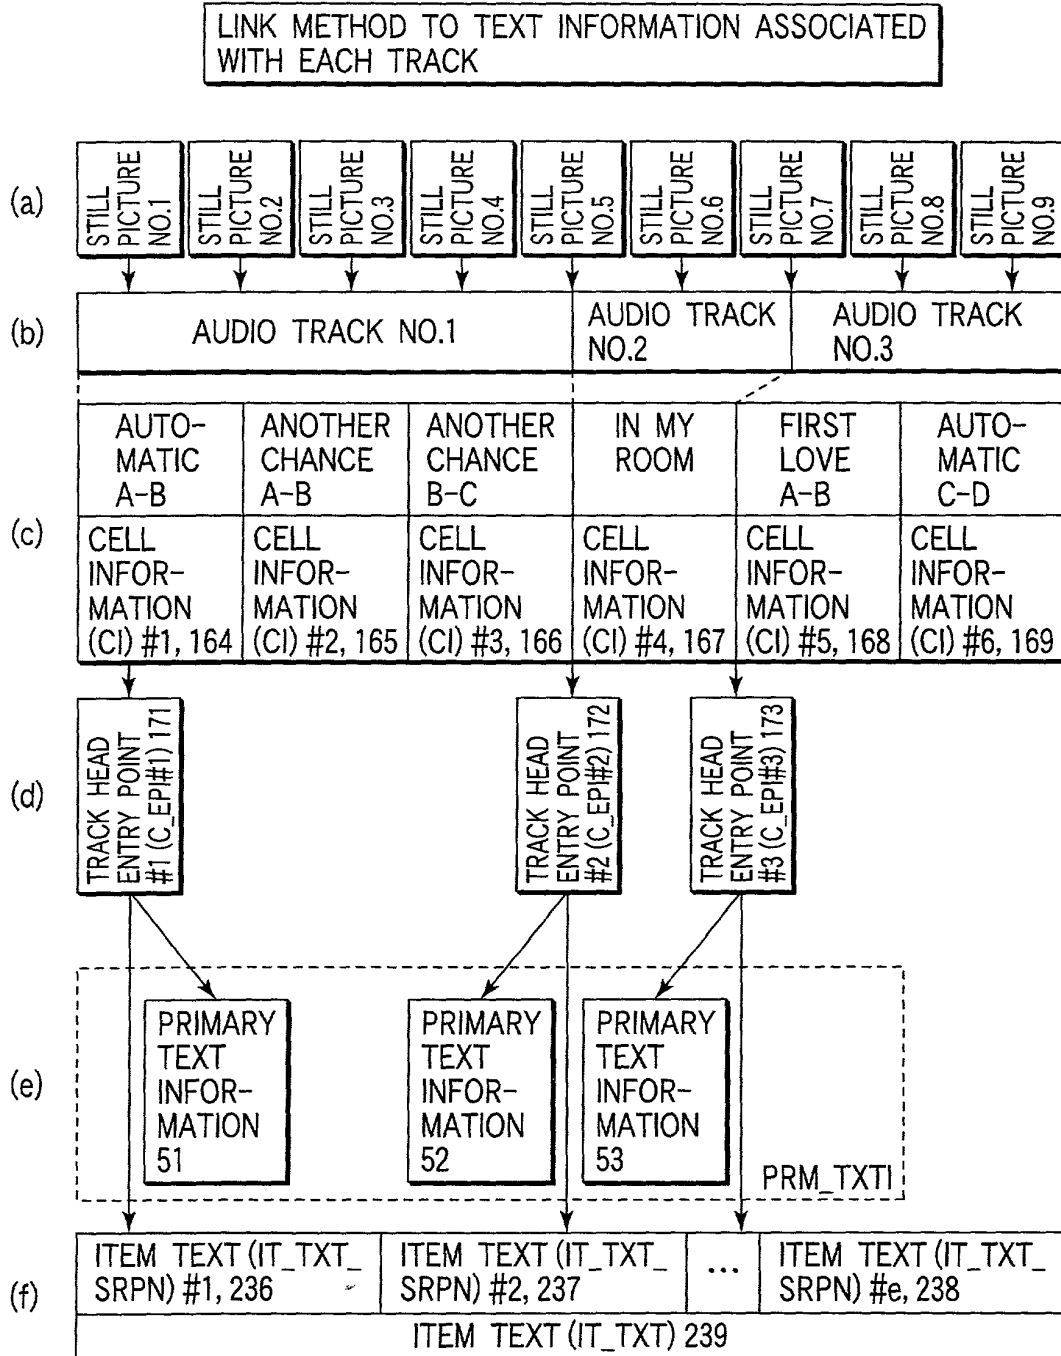 LINK METHOD TO TEXT INFORMATION ASSOCIATED
WITH EACH TRACK
(a)
STILL
PICTURE
NO.1
STILL
PICTURE
NO.2
STILL
PICTURE
NO.3
STILL
PICTURE
NO.4
STILL
PICTURE
NO.5
STILL
PICTURE
NO.6
STILL
PICTURE
NO.7
STILL
PICTURE
NO.8
STILL
PICTURE
NO.9
(b)
AUDIO TRACK NO.1
AUDIO TRACK
NO.2
AUDIO TRACK
NO.3
(c)
AUTO-
MATIC
A-B
ANOTHER
CHANCE
A-B
ANOTHER
CHANCE
B-C
IN MY
ROOM
FIRST
LOVE
A-B
AUTO-
MATIC
C-D
CELL
INFOR-
MATION
(CI) #1, 164
CELL
INFOR-
MATION
(CI) #2, 165
CELL
INFOR-
MATION
(CI) #3, 166
CELL
INFOR-
MATION
(CI) #4, 167
CELL
INFOR-
MATION
(CI) #5, 168
CELL
INFOR-
MATION
(CI) #6, 169
(d)
TRACK HEAD
ENTRY POINT
#1 (C_EPI#1) 171
TRACK HEAD
ENTRY POINT
#2 (C_EPI#2) 172
TRACK HEAD
ENTRY POINT
#3 (C_EPI#3) 173
(e)
PRIMARY
TEXT
INFOR-
MATION
51
PRIMARY
TEXT
INFOR-
MATION
52
PRIMARY
TEXT
INFOR-
MATION
53
PRM_TXTI
(f)
ITEM TEXT (IT_TXT_
SRPN) #1, 236
ITEM TEXT (IT_TXT_
SRPN) #2, 237
...
ITEM TEXT (IT_TXT_
SRPN) #e, 238
ITEM TEXT (IT_TXT) 239